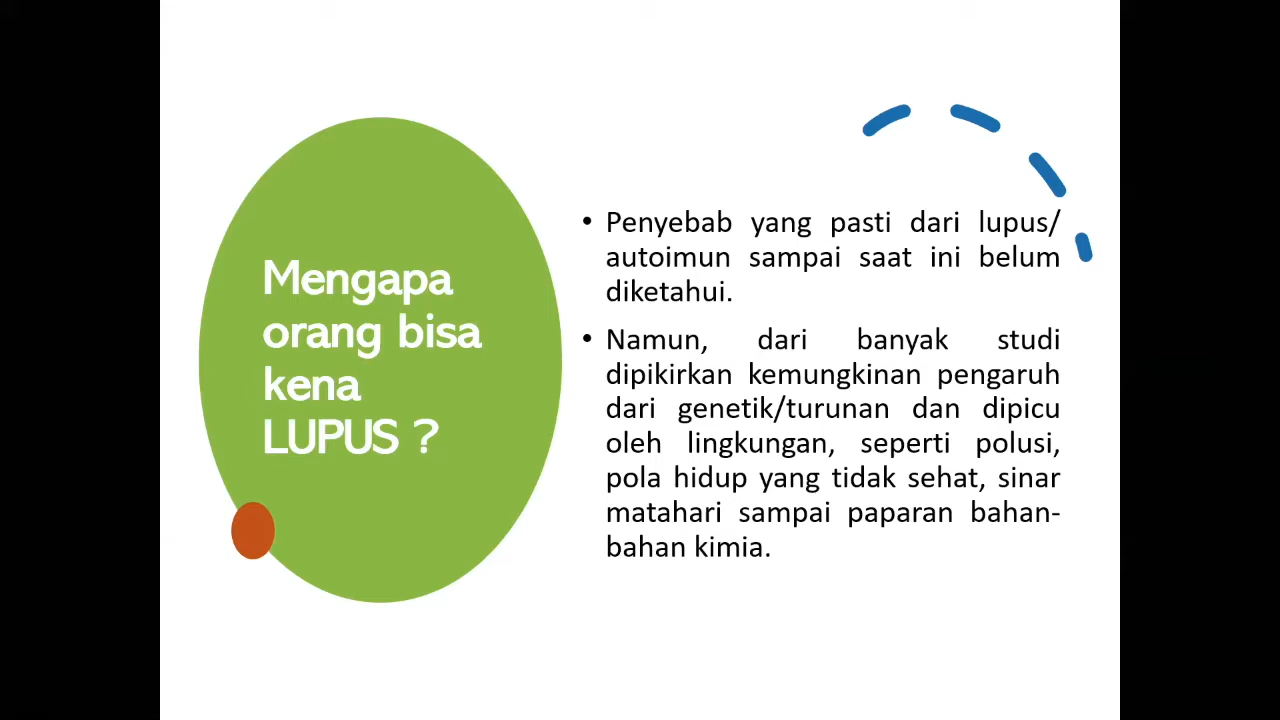 Mengapa
orang bisa
kena
LUPUS ?
• Penyebab yang pasti dari lupus/
autoimun sampai saat ini belum
diketahui.
• Namun, dari banyak studi
dipikirkan kemungkinan pengaruh
dari genetik/turunan dan dipicu
oleh lingkungan, seperti polusi,
pola hidup yang tidak sehat, sinar
matahari sampai paparan bahan-
bahan kimia.